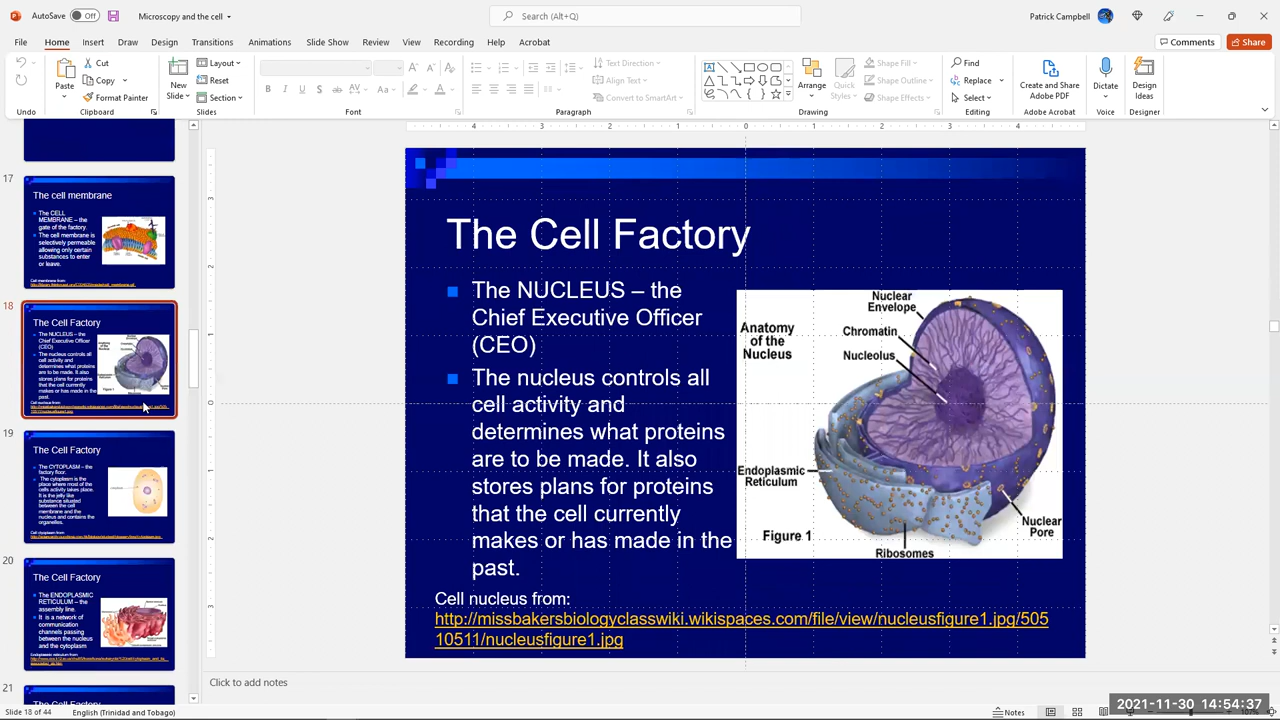 AutoSave Off Microscopy and the cell Search (Alt+Q) Patrick Campbell
File Home Insert Draw Design Transitions Animations Slide Show Review View Recording Help Acrobat Comments Share
Paste Cut Copy Format Painter New Slide Layout Reset Section Text Direction Align Text Convert to SmartArt Arrange Quick Styles Shape Fill Shape Outline Shape Effects Find Replace Select Create and Share Adobe PDF Dictate Design Ideas
Undo Clipboard Slides Font Paragraph Drawing Editing Adobe Acrobat Voice Designer
17
The cell membrane
The CELL
MEMBRANE – the
gate of the factory.
The cell membrane is
selectively permeable
allowing only certain
substances to enter
or leave.
Cell membrane from:
18
The Cell Factory
The NUCLEUS – the
Chief Executive Officer
(CEO)
The nucleus controls all
cell activity and
determines what proteins
are to be made. It also
stores plans for proteins
that the cell currently
makes or has made in the
past.
Cell nucleus from:
19
The Cell Factory
The CYTOPLASM – the
factory floor.
The cytoplasm is the
place where most of the
cells activity takes place.
It is the jelly like
substance situated
between the cell
membrane and the
nucleus and contains the
organelles.
Cell cytoplasm from:
20
The Cell Factory
The ENDOPLASMIC
RETICULUM – the
assembly line.
It is a network of
communication
channels passing
between the nucleus
and the cytoplasm
Endoplasmic reticulum from:
21
The Cell Factory
The Cell Factory
The NUCLEUS – the
Chief Executive Officer
(CEO)
The nucleus controls all
cell activity and
determines what proteins
are to be made. It also
stores plans for proteins
that the cell currently
makes or has made in the
past.
Anatomy
of the
Nucleus
Nuclear
Envelope
Chromatin
Nucleolus
Endoplasmic
Reticulum
Figure 1
Ribosomes
Nuclear
Pore
Cell nucleus from:
http://missbakersbiologyclasswiki.wikispaces.com/file/view/nucleusfigure1.jpg/505
10511/nucleusfigure1.jpg
Click to add notes
Slide 18 of 44 English (Trinidad and Tobago) Notes
2021-11-30 14:54:37